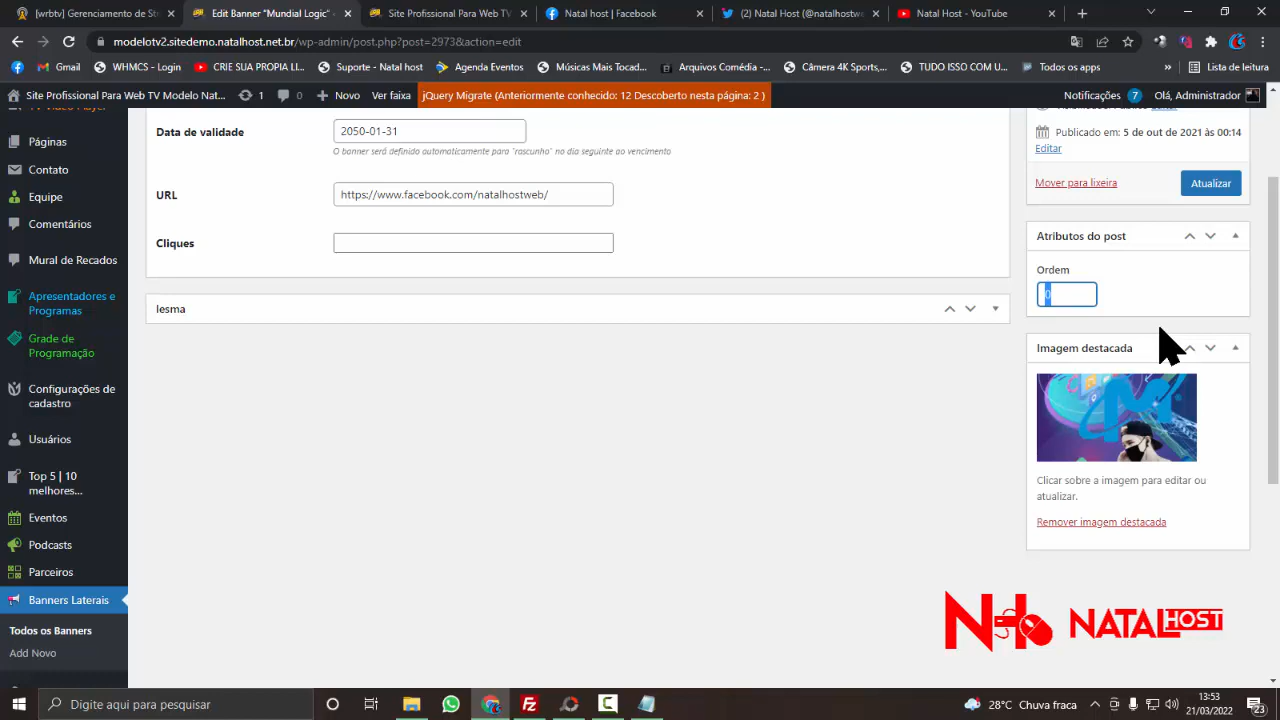 (wrbtv) Gerenciamento de Str
Edit Banner “Mundial Logic” ‹
Site Profissional Para Web TV
Natal host | Facebook
(2) Natal Host (@natalhostwe
Natal Host - YouTube
modelotv2.sitedemo.natalhost.net.br/wp-admin/post.php?post=2973&action=edit
Gmail
WHMCS - Login
CRIE SUA PROPIA LI...
Suporte - Natal host
Agenda Eventos
Músicas Mais Tocad...
Arquivos Comédia -...
Câmera 4K Sports,...
TUDO ISSO COM U...
Todos os apps
»
Lista de leitura
Site Profissional Para Web TV Modelo Nat...
1
0
Novo
Ver faixa
jQuery Migrate (Anteriormente conhecido: 12 Descoberto nesta página: 2 )
Notificações 7
Olá, Administrador
Páginas
Contato
Equipe
Comentários
Mural de Recados
Apresentadores e
Programas
Grade de
Programação
Configurações de
cadastro
Usuários
Top 5 | 10
melhores...
Eventos
Podcasts
Parceiros
Banners Laterais
Todos os Banners
Add Novo
Data de validade
2050-01-31
O banner será definido automaticamente para "rascunho" no dia seguinte ao vencimento
URL
https://www.facebook.com/natalhostweb/
Cliques
lesma
Publicado em: 5 de out de 2021 às 00:14
Editar
Mover para lixeira
Atualizar
Atributos do post
Ordem
0
Imagem destacada
Clicar sobre a imagem para editar ou
atualizar.
Remover imagem destacada
NATAL HOST
Digite aqui para pesquisar
28°C Chuva fraca
13:53
21/03/2022
23